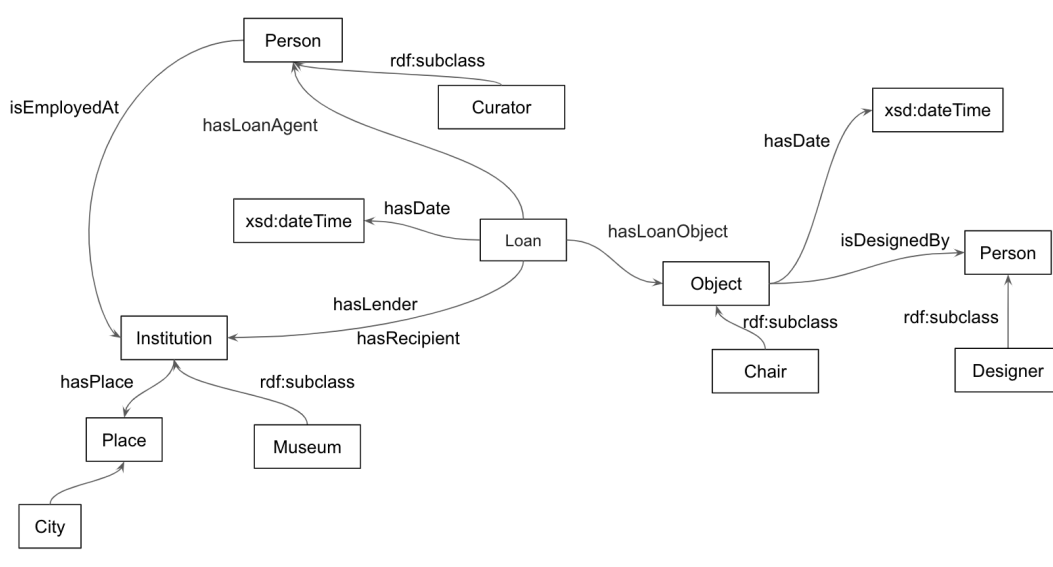 Person
rdf:subclass
isEmployedAt
Curator
xsd:dateTime
hasLoanAgent
hasDate
hasDate
xsd:dateTime
Loan
hasLoanObject
isDesignedBy
Person
Object
hasLender
hasRecipient
rdf:subclass
rdf:subclass
Institution
Chair
Designer
hasPlace
rdf:subclass
Place
Museum
City